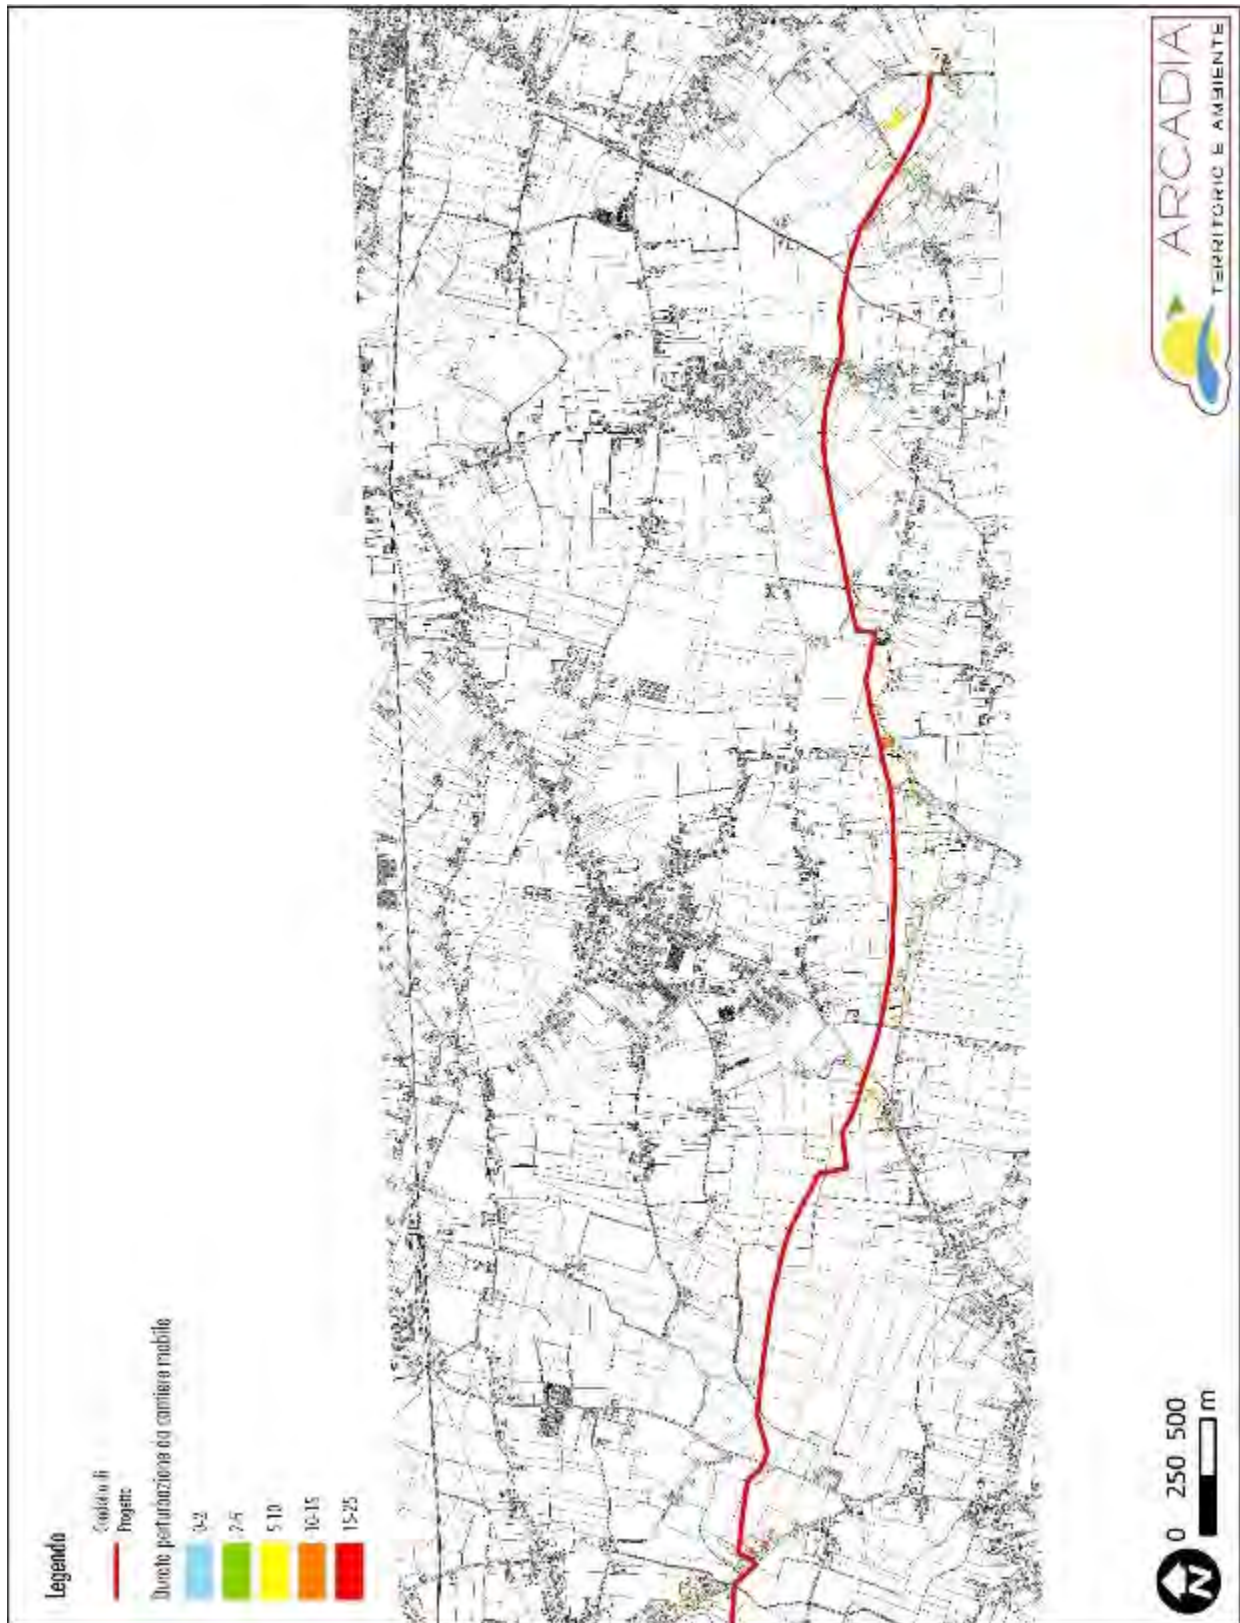 Legenda
Progetto
Durata perturbazione da cantiere mobile
0-2
2-5
5-10
10-15
15-25
N
0 250 500
m
ARCADIA
TERRITORIO E AMBIENTE